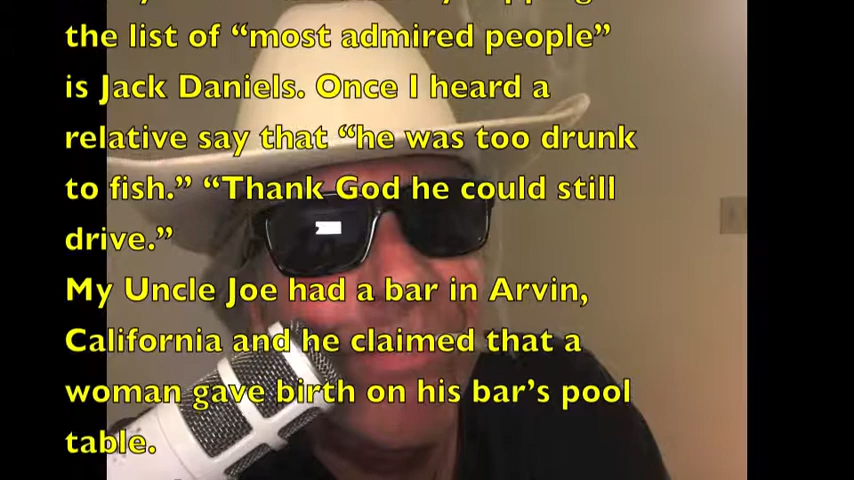 the list of “most admired people”
is Jack Daniels. Once I heard a
relative say that “he was too drunk
to fish.” “Thank God he could still
drive.”
My Uncle Joe had a bar in Arvin,
California and he claimed that a
woman gave birth on his bar’s pool
table.